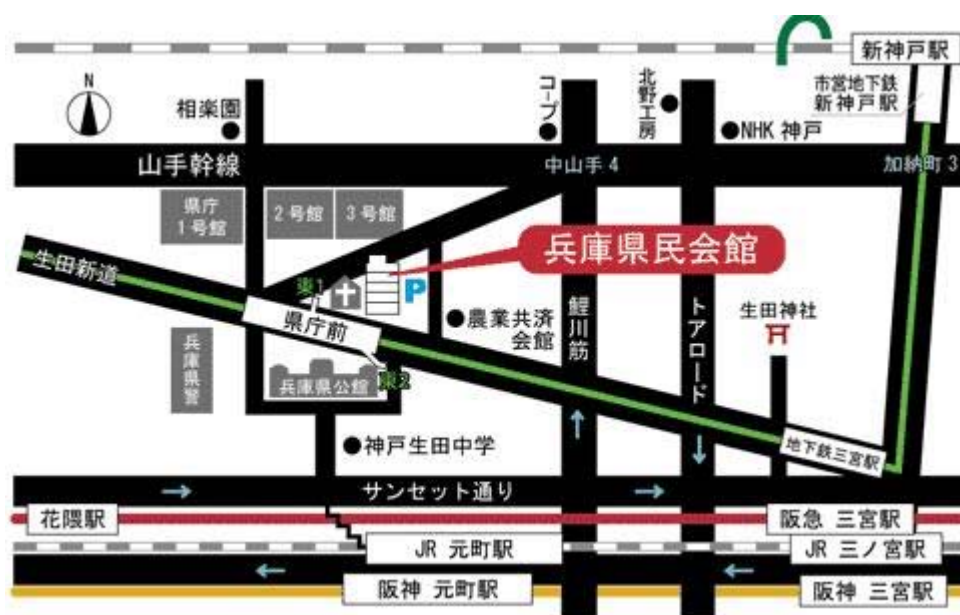 新神戸駅
N
相楽園
コープ
北野工房
市営地下鉄
新神戸駅
NHK 神戸
山手幹線
中山手 4
加納町 3
県庁
1 号館
2 号館
3 号館
兵庫県民会館
生田新道
東1
P
県庁前
農業共済
会館
鯉川筋
トアロード
生田神社
兵庫県警
兵庫県公館
東2
神戸生田中学
地下鉄三宮駅
サンセット通り
花隈駅
阪急 三宮駅
JR 元町駅
JR 三ノ宮駅
阪神 元町駅
阪神 三宮駅